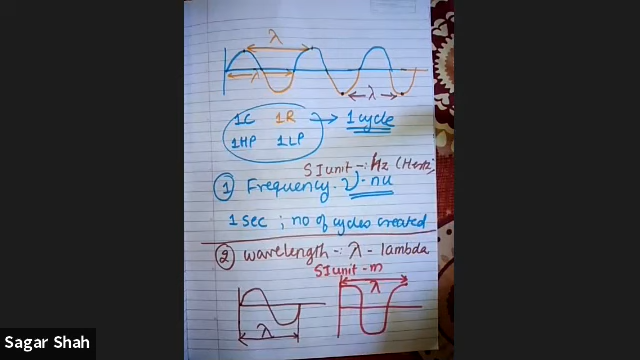 λ
λ
λ
1C 1R → 1 cycle
1HP 1LP
SI unit -: hz (Hertz)
① Frequency. ν - nu
1 sec ; no of cycles created
② wavelength -: λ - lambda
SI unit - m
λ
λ
Sagar Shah